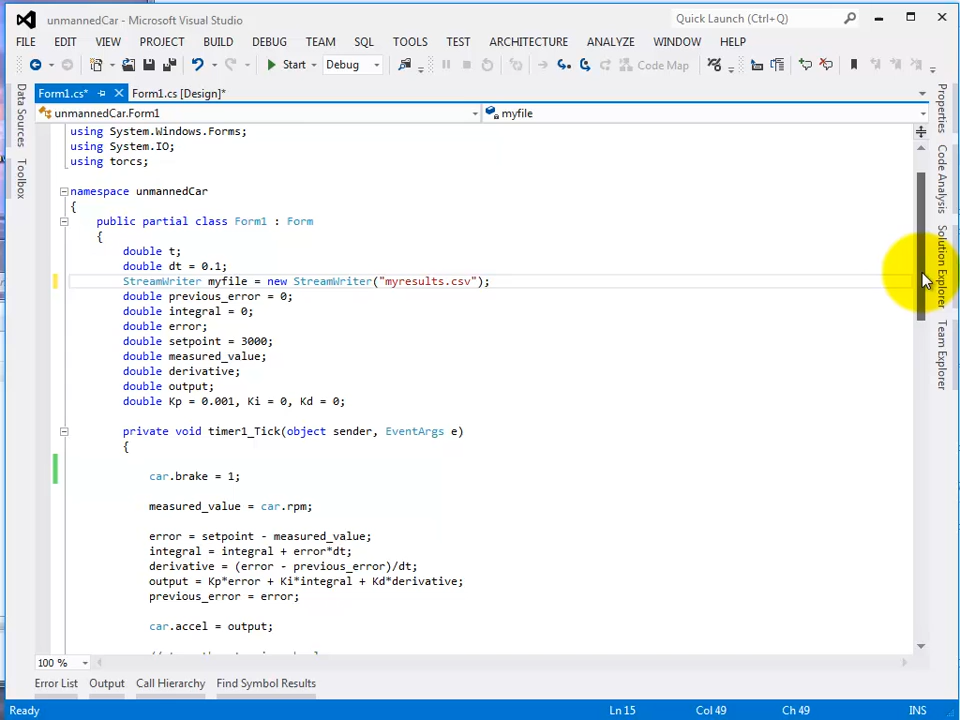 unmannedCar - Microsoft Visual Studio
Quick Launch (Ctrl+Q)
FILE EDIT VIEW PROJECT BUILD DEBUG TEAM SQL TOOLS TEST ARCHITECTURE ANALYZE WINDOW HELP
Start Debug Code Map
Form1.cs* Form1.cs [Design]*
unmannedCar.Form1 myfile
Data Sources
Toolbox
Properties
Code Analysis
Solution Explorer
Team Explorer
using System.Windows.Forms;
using System.IO;
using torcs;
namespace unmannedCar
{
public partial class Form1 : Form
{
double t;
double dt = 0.1;
StreamWriter myfile = new StreamWriter("myresults.csv");
double previous_error = 0;
double integral = 0;
double error;
double setpoint = 3000;
double measured_value;
double derivative;
double output;
double Kp = 0.001, Ki = 0, Kd = 0;
private void timer1_Tick(object sender, EventArgs e)
{
car.brake = 1;
measured_value = car.rpm;
error = setpoint - measured_value;
integral = integral + error*dt;
derivative = (error - previous_error)/dt;
output = Kp*error + Ki*integral + Kd*derivative;
previous_error = error;
car.accel = output;
100 %
Error List Output Call Hierarchy Find Symbol Results
Ready Ln 15 Col 49 Ch 49 INS